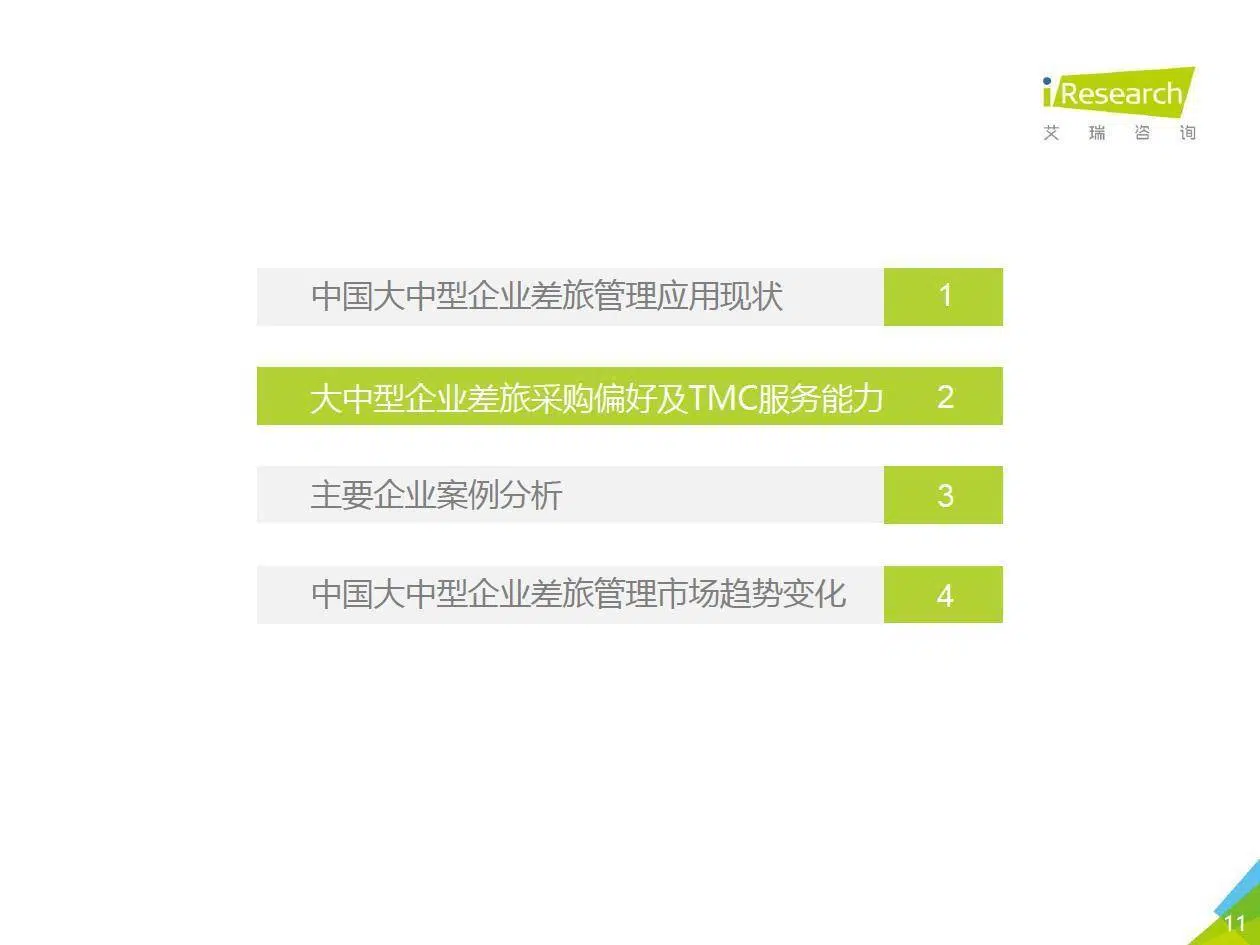 iResearch
艾瑞咨询
中国大中型企业差旅管理应用现状 1
大中型企业差旅采购偏好及TMC服务能力 2
主要企业案例分析 3
中国大中型企业差旅管理市场趋势变化 4
11